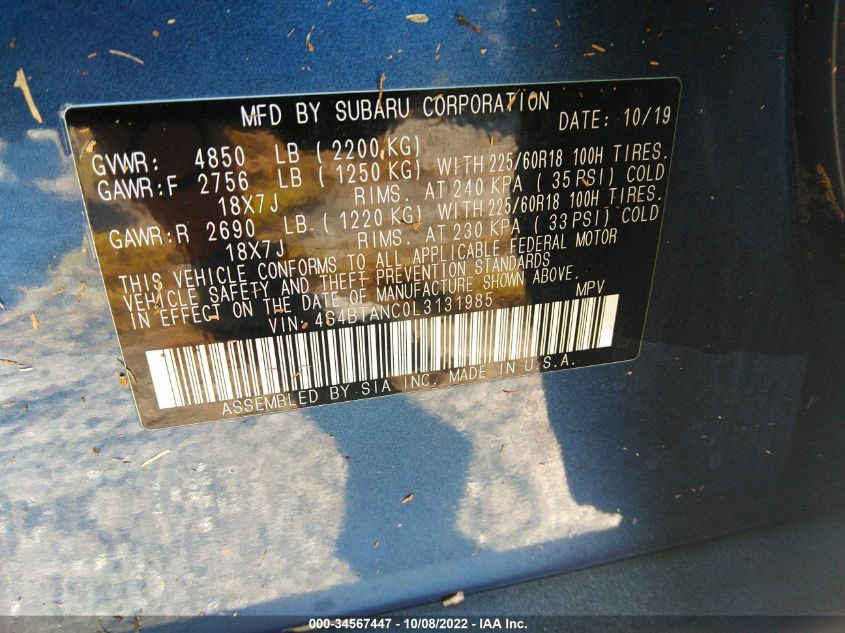 MFD BY SUBARU CORPORATION DATE: 10/19
GVWR: 4850 LB ( 2200 KG)
GAWR:F 2756 LB ( 1250 KG) WITH 225/60R18 100H TIRES.
18X7J RIMS. AT 240 KPA ( 35 PSI) COLD
GAWR:R 2690 LB ( 1220 KG) WITH 225/60R18 100H TIRES.
18X7J RIMS. AT 230 KPA ( 33 PSI) COLD
THIS VEHICLE CONFORMS TO ALL APPLICABLE FEDERAL MOTOR
VEHICLE SAFETY AND THEFT PREVENTION STANDARDS
IN EFFECT ON THE DATE OF MANUFACTURE SHOWN ABOVE.
VIN: 4S4BTANC0L3131985 MPV
ASSEMBLED BY SIA INC. MADE IN U.S.A.
000-34567447 - 10/08/2022 - IAA Inc.